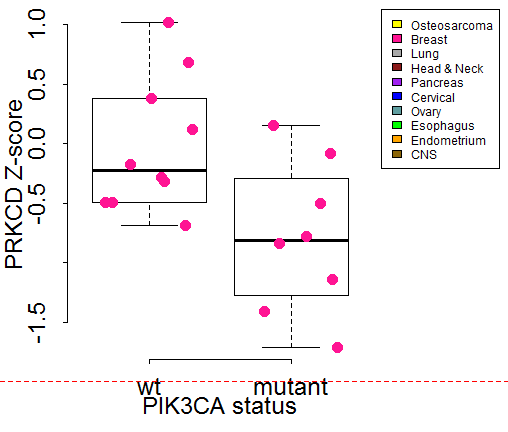 PRKCD Z-score
1.0
0.5
0.0
-0.5
-1.5
wt mutant
PIK3CA status
Osteosarcoma
Breast
Lung
Head & Neck
Pancreas
Cervical
Ovary
Esophagus
Endometrium
CNS